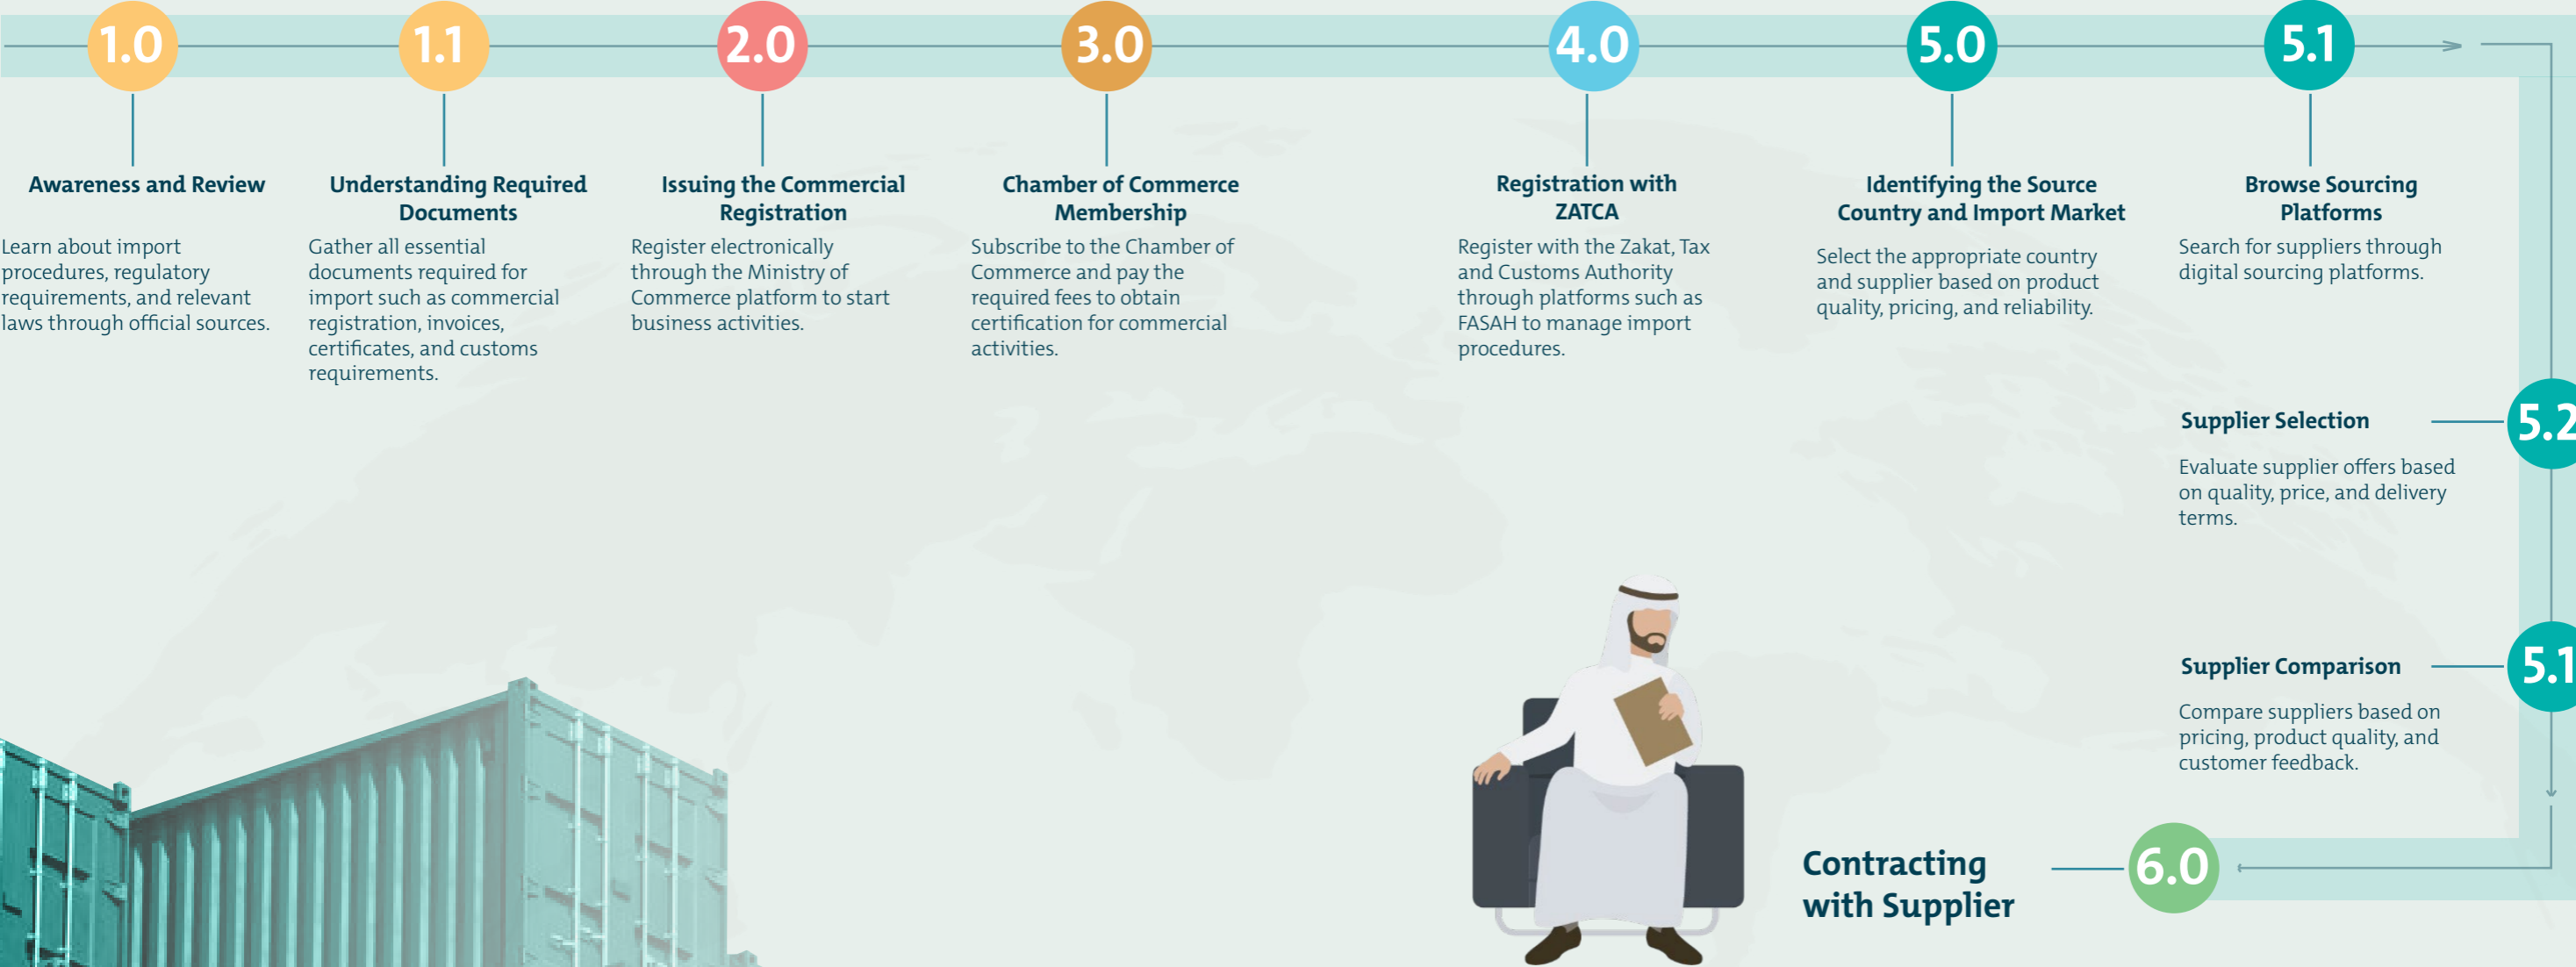 1.0
Awareness and Review
Learn about import
procedures, regulatory
requirements, and relevant
laws through official sources.
1.1
Understanding Required
Documents
Gather all essential
documents required for
import such as commercial
registration, invoices,
certificates, and customs
requirements.
2.0
Issuing the Commercial
Registration
Register electronically
through the Ministry of
Commerce platform to start
business activities.
3.0
Chamber of Commerce
Membership
Subscribe to the Chamber of
Commerce and pay the
required fees to obtain
certification for commercial
activities.
4.0
Registration with
ZATCA
Register with the Zakat, Tax
and Customs Authority
through platforms such as
FASAH to manage import
procedures.
5.0
Identifying the Source
Country and Import Market
Select the appropriate country
and supplier based on product
quality, pricing, and reliability.
5.1
Browse Sourcing
Platforms
Search for suppliers through
digital sourcing platforms.
5.2
Supplier Selection
Evaluate supplier offers based
on quality, price, and delivery
terms.
5.1
Supplier Comparison
Compare suppliers based on
pricing, product quality, and
customer feedback.
6.0
Contracting
with Supplier